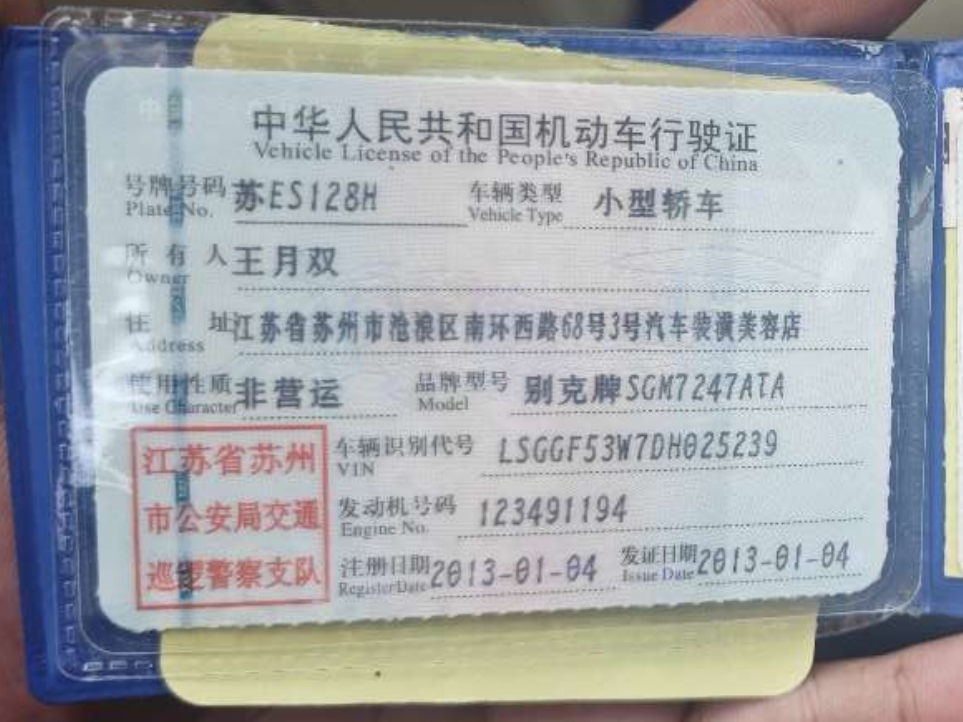 中华人民共和国机动车行驶证
Vehicle License of the People's Republic of China
号牌号码 苏ES128H 车辆类型 小型轿车
Plate No. Vehicle Type
所有人 王月双
Owner
住址 江苏省苏州市沧浪区南环西路68号3号汽车装潢美容店
Address
使用性质 非营运 品牌型号 别克牌SGM7247ATA
Use Character Model
车辆识别代号 LSGGF53W7DH025239
VIN
发动机号码 123491194
Engine No.
注册日期 2013-01-04 发证日期 2013-01-04
Register Date Issue Date
江苏省苏州
市公安局交通
巡逻警察支队